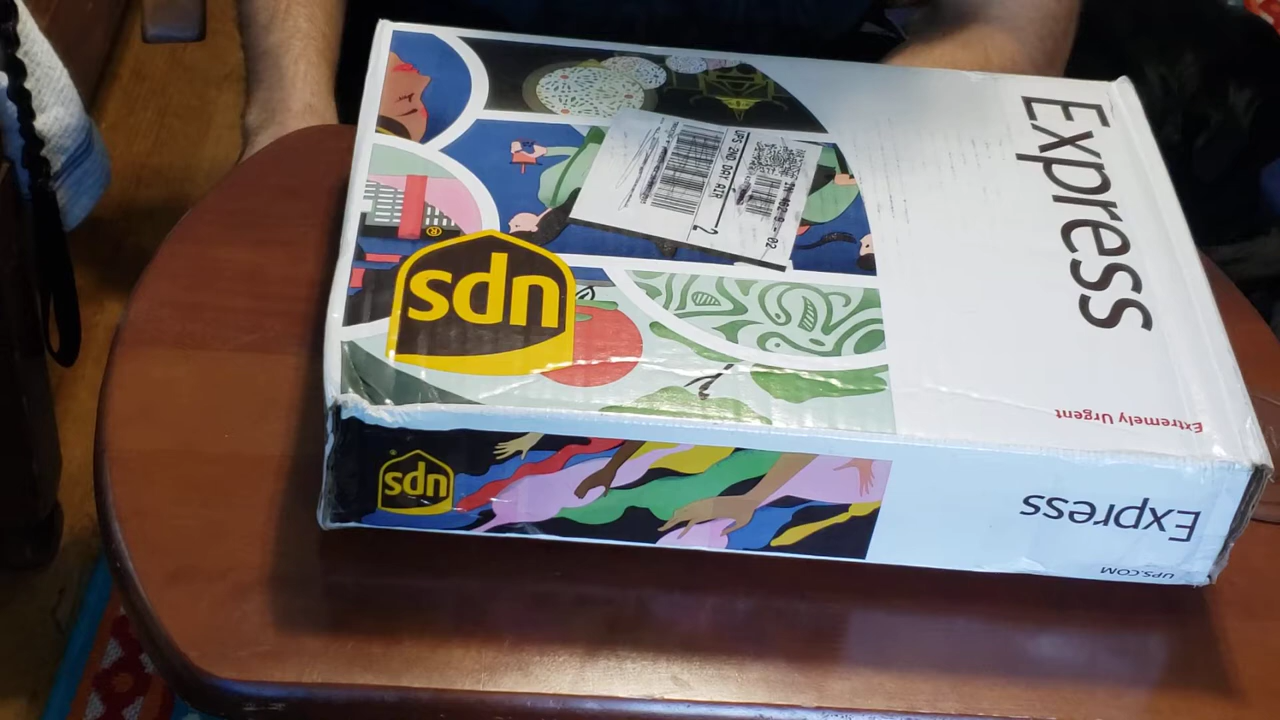 Express
UPS 2ND DAY AIR
2
ups®
Extremely Urgent
ups
Express
UPS.COM